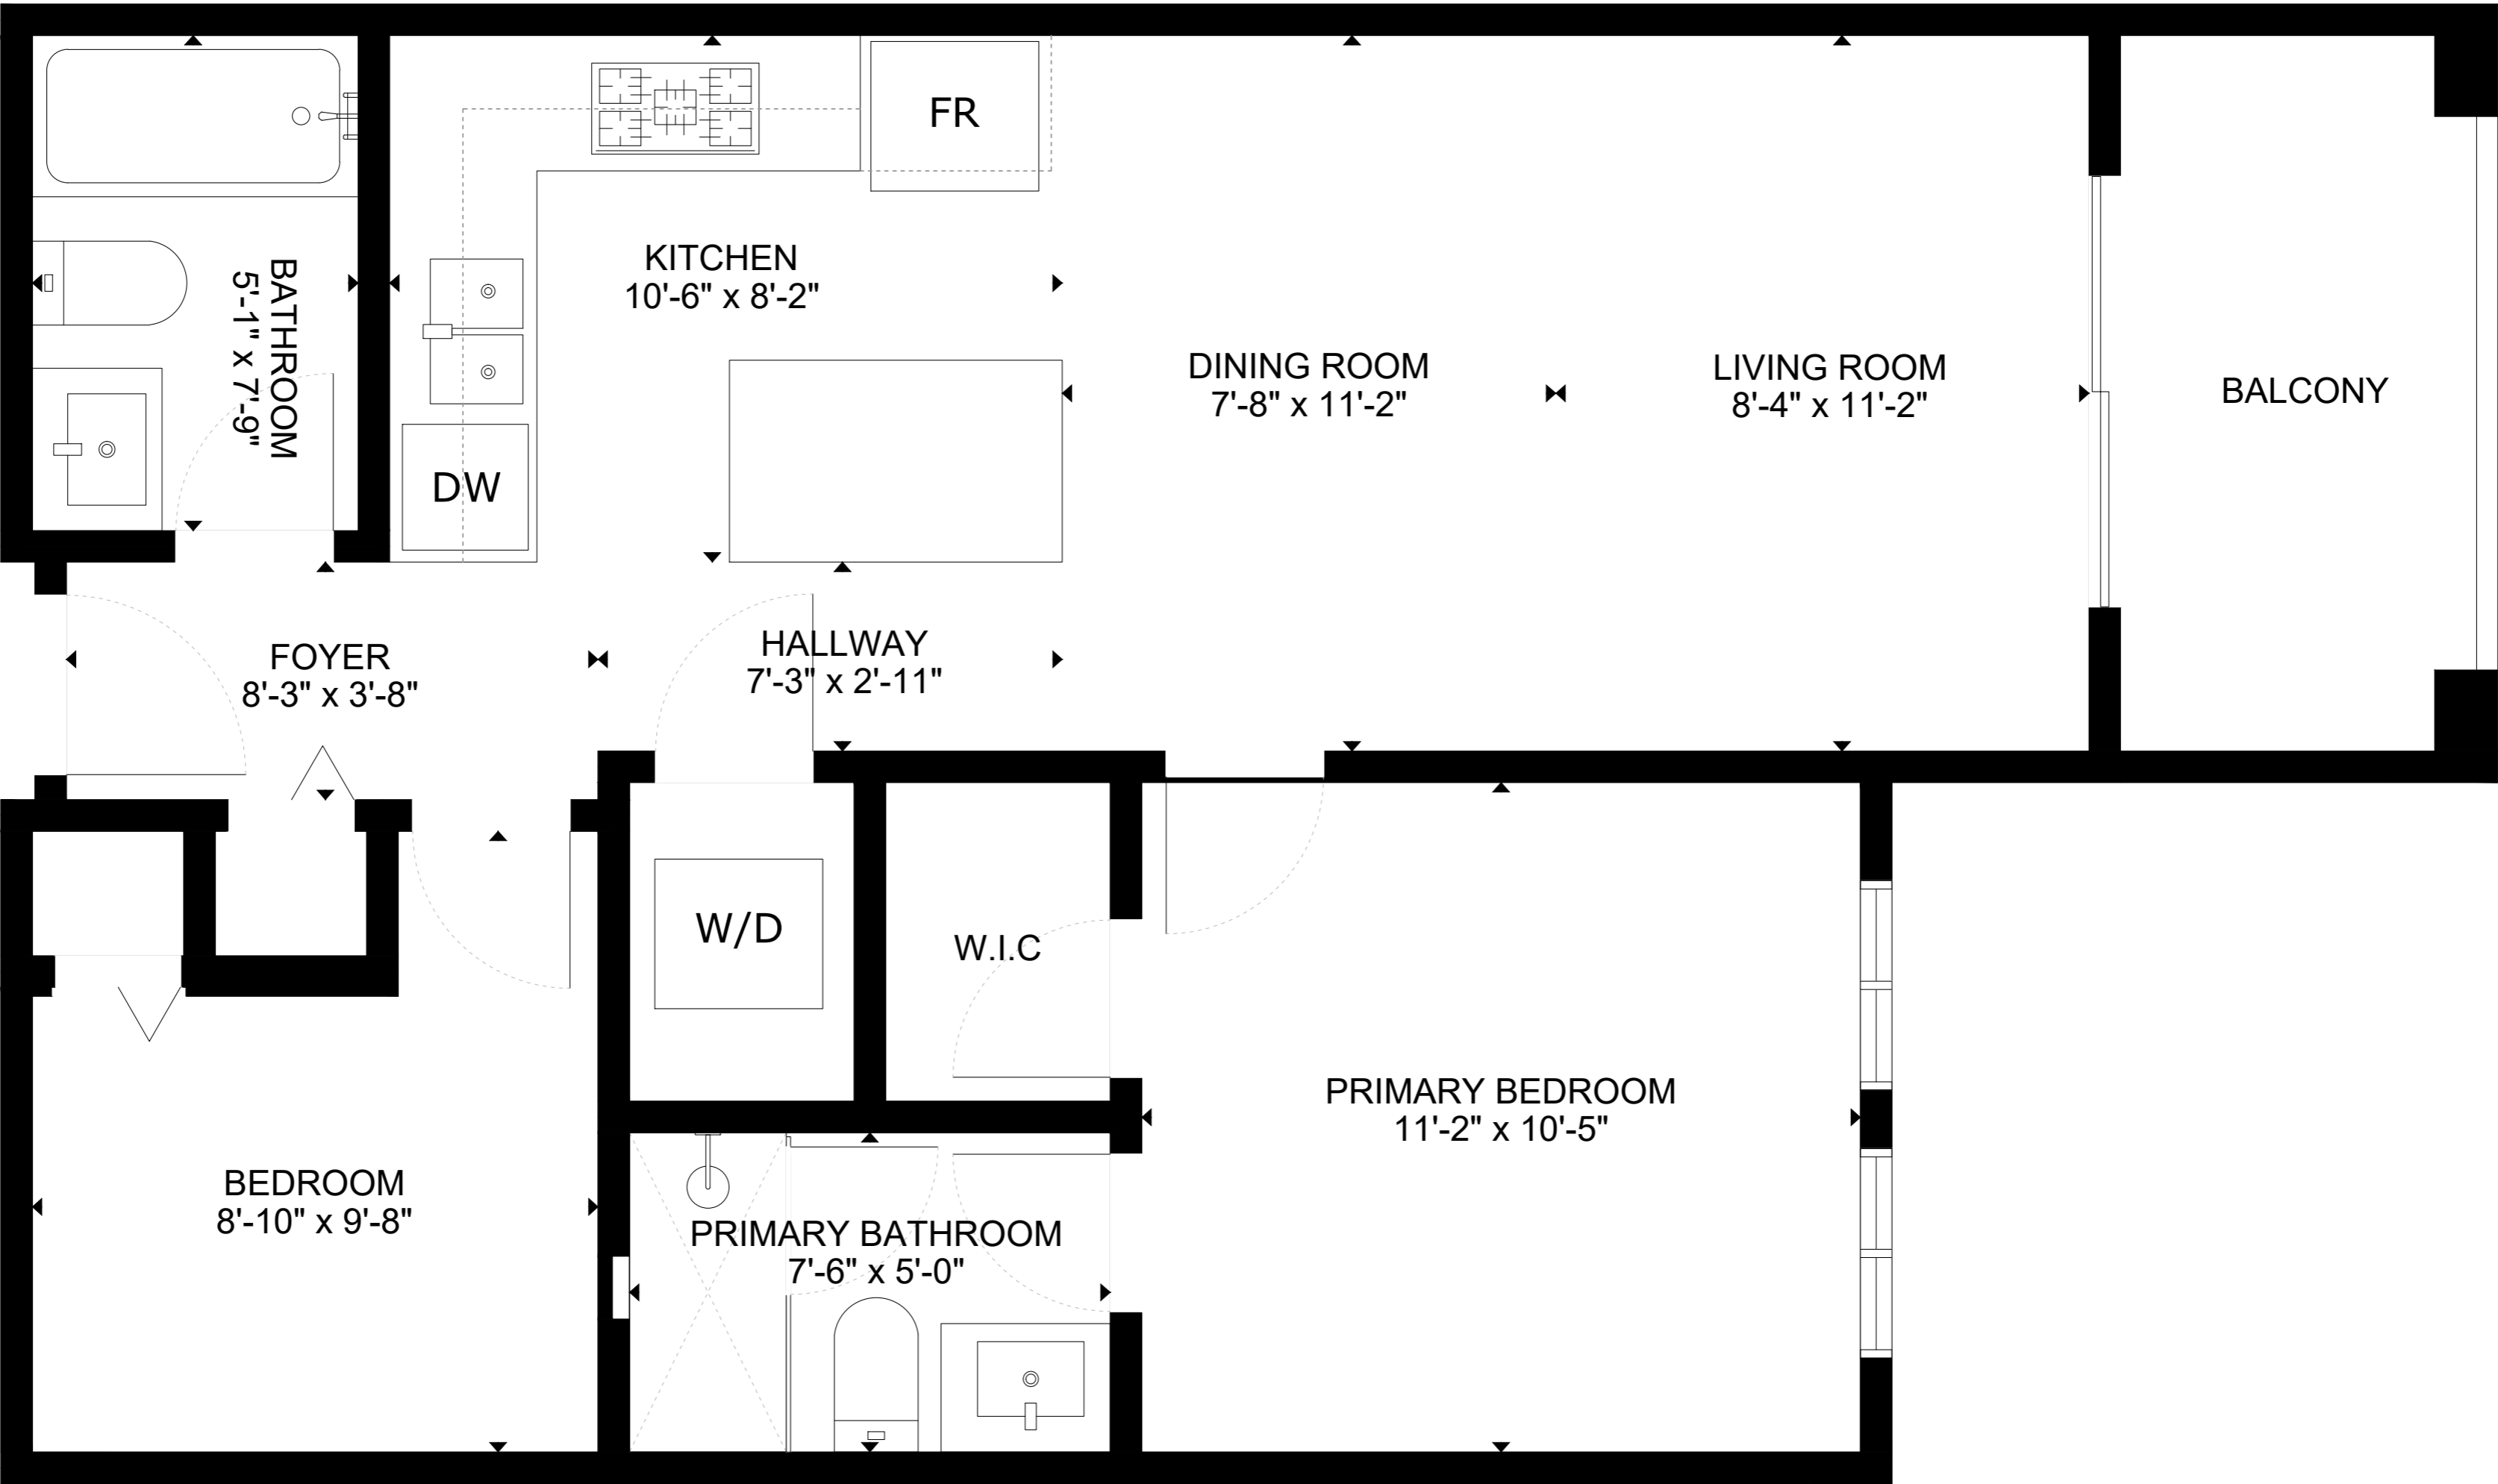 FR
KITCHEN
10'-6" x 8'-2"
BATHROOM
5'-1" x 7'-9"
DINING ROOM
7'-8" x 11'-2"
LIVING ROOM
8'-4" x 11'-2"
BALCONY
DW
FOYER
8'-3" x 3'-8"
HALLWAY
7'-3" x 2'-11"
W/D
W.I.C
PRIMARY BEDROOM
11'-2" x 10'-5"
BEDROOM
8'-10" x 9'-8"
PRIMARY BATHROOM
7'-6" x 5'-0"